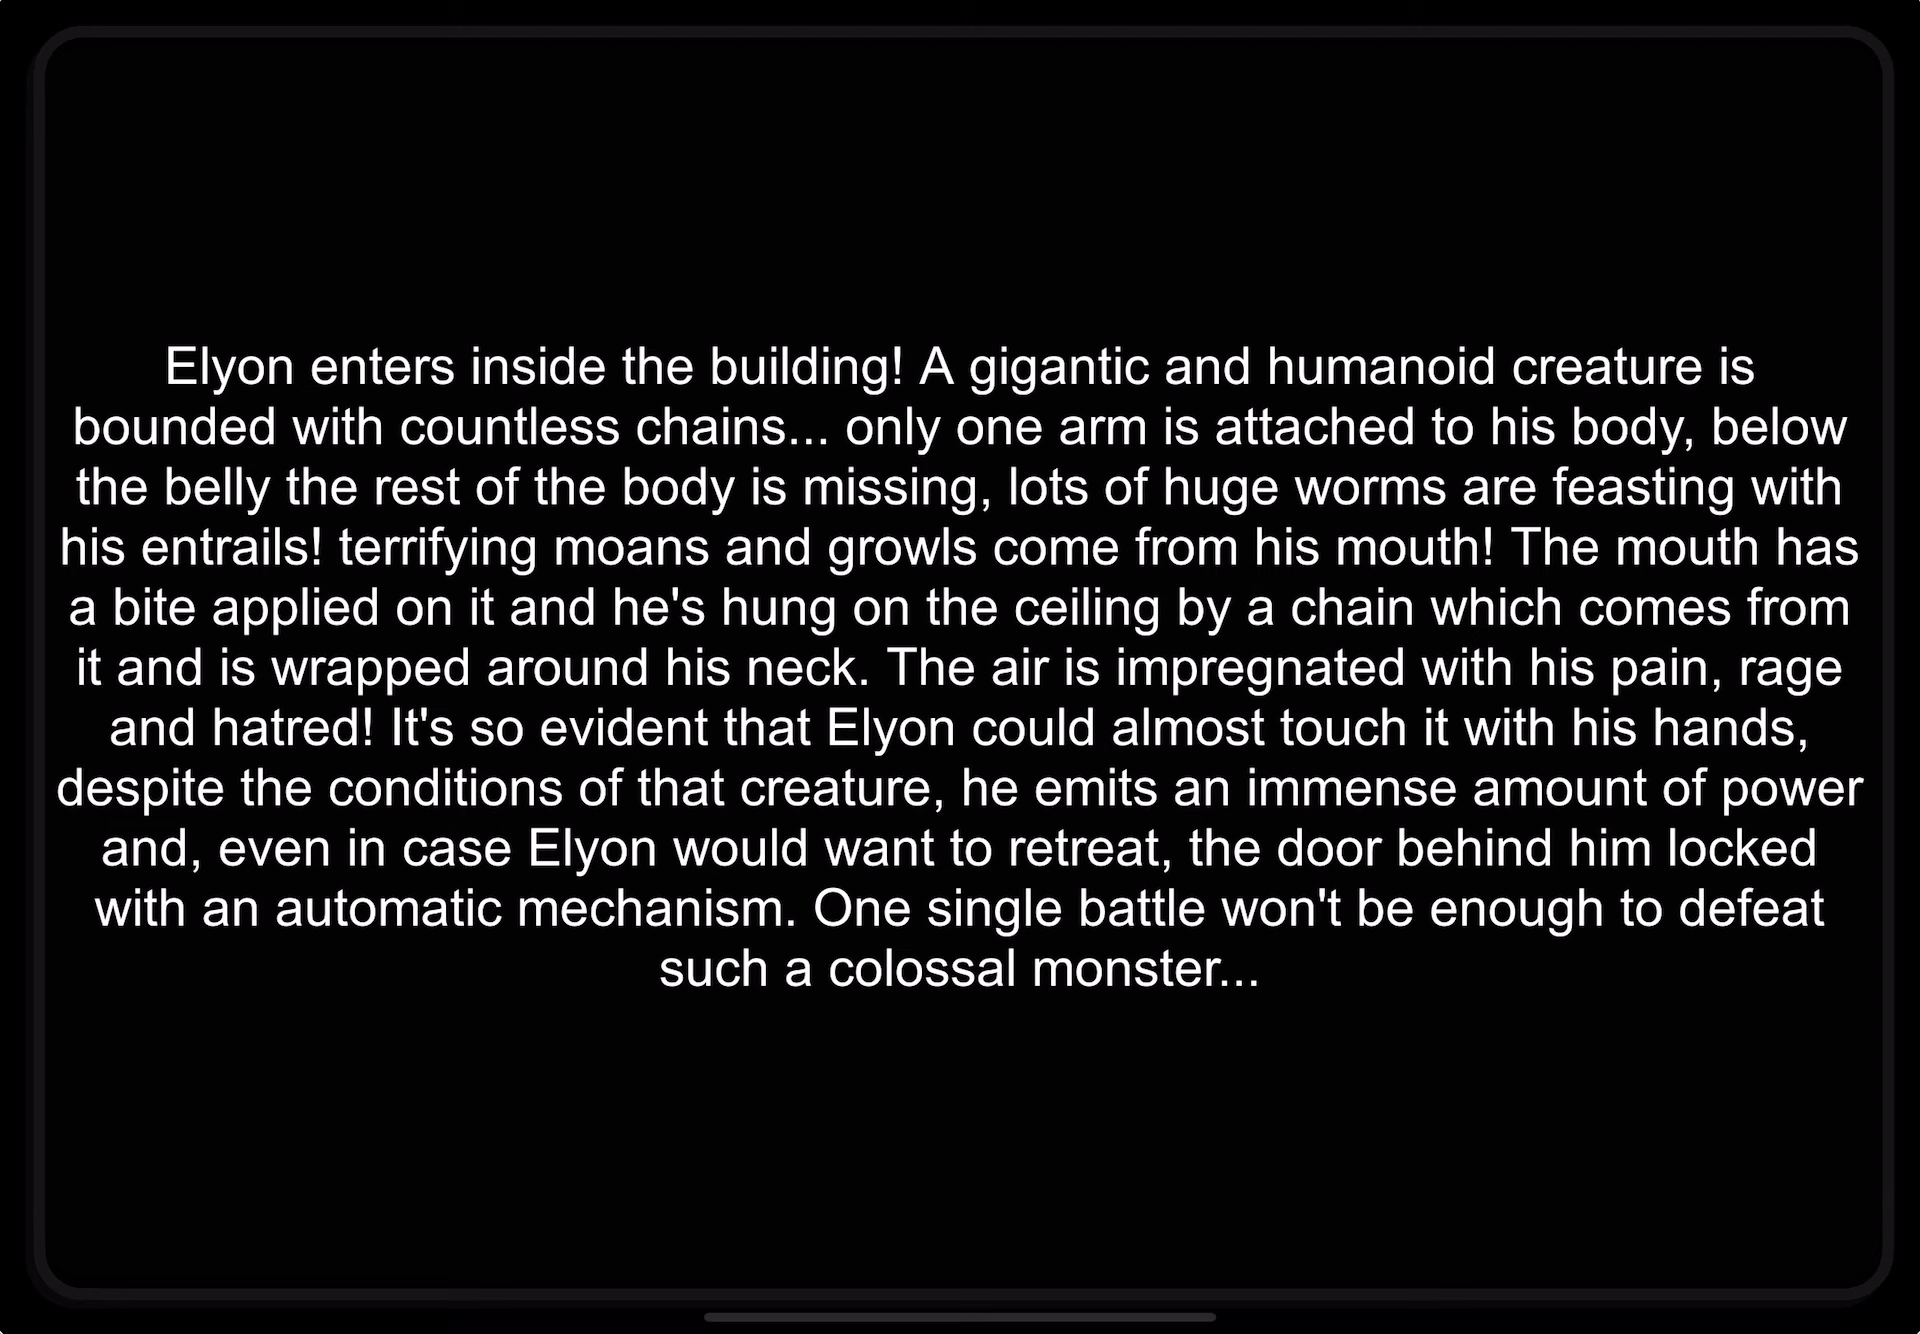 Elyon enters inside the building! A gigantic and humanoid creature is
bounded with countless chains... only one arm is attached to his body, below
the belly the rest of the body is missing, lots of huge worms are feasting with
his entrails! terrifying moans and growls come from his mouth! The mouth has
a bite applied on it and he's hung on the ceiling by a chain which comes from
it and is wrapped around his neck. The air is impregnated with his pain, rage
and hatred! It's so evident that Elyon could almost touch it with his hands,
despite the conditions of that creature, he emits an immense amount of power
and, even in case Elyon would want to retreat, the door behind him locked
with an automatic mechanism. One single battle won't be enough to defeat
such a colossal monster...